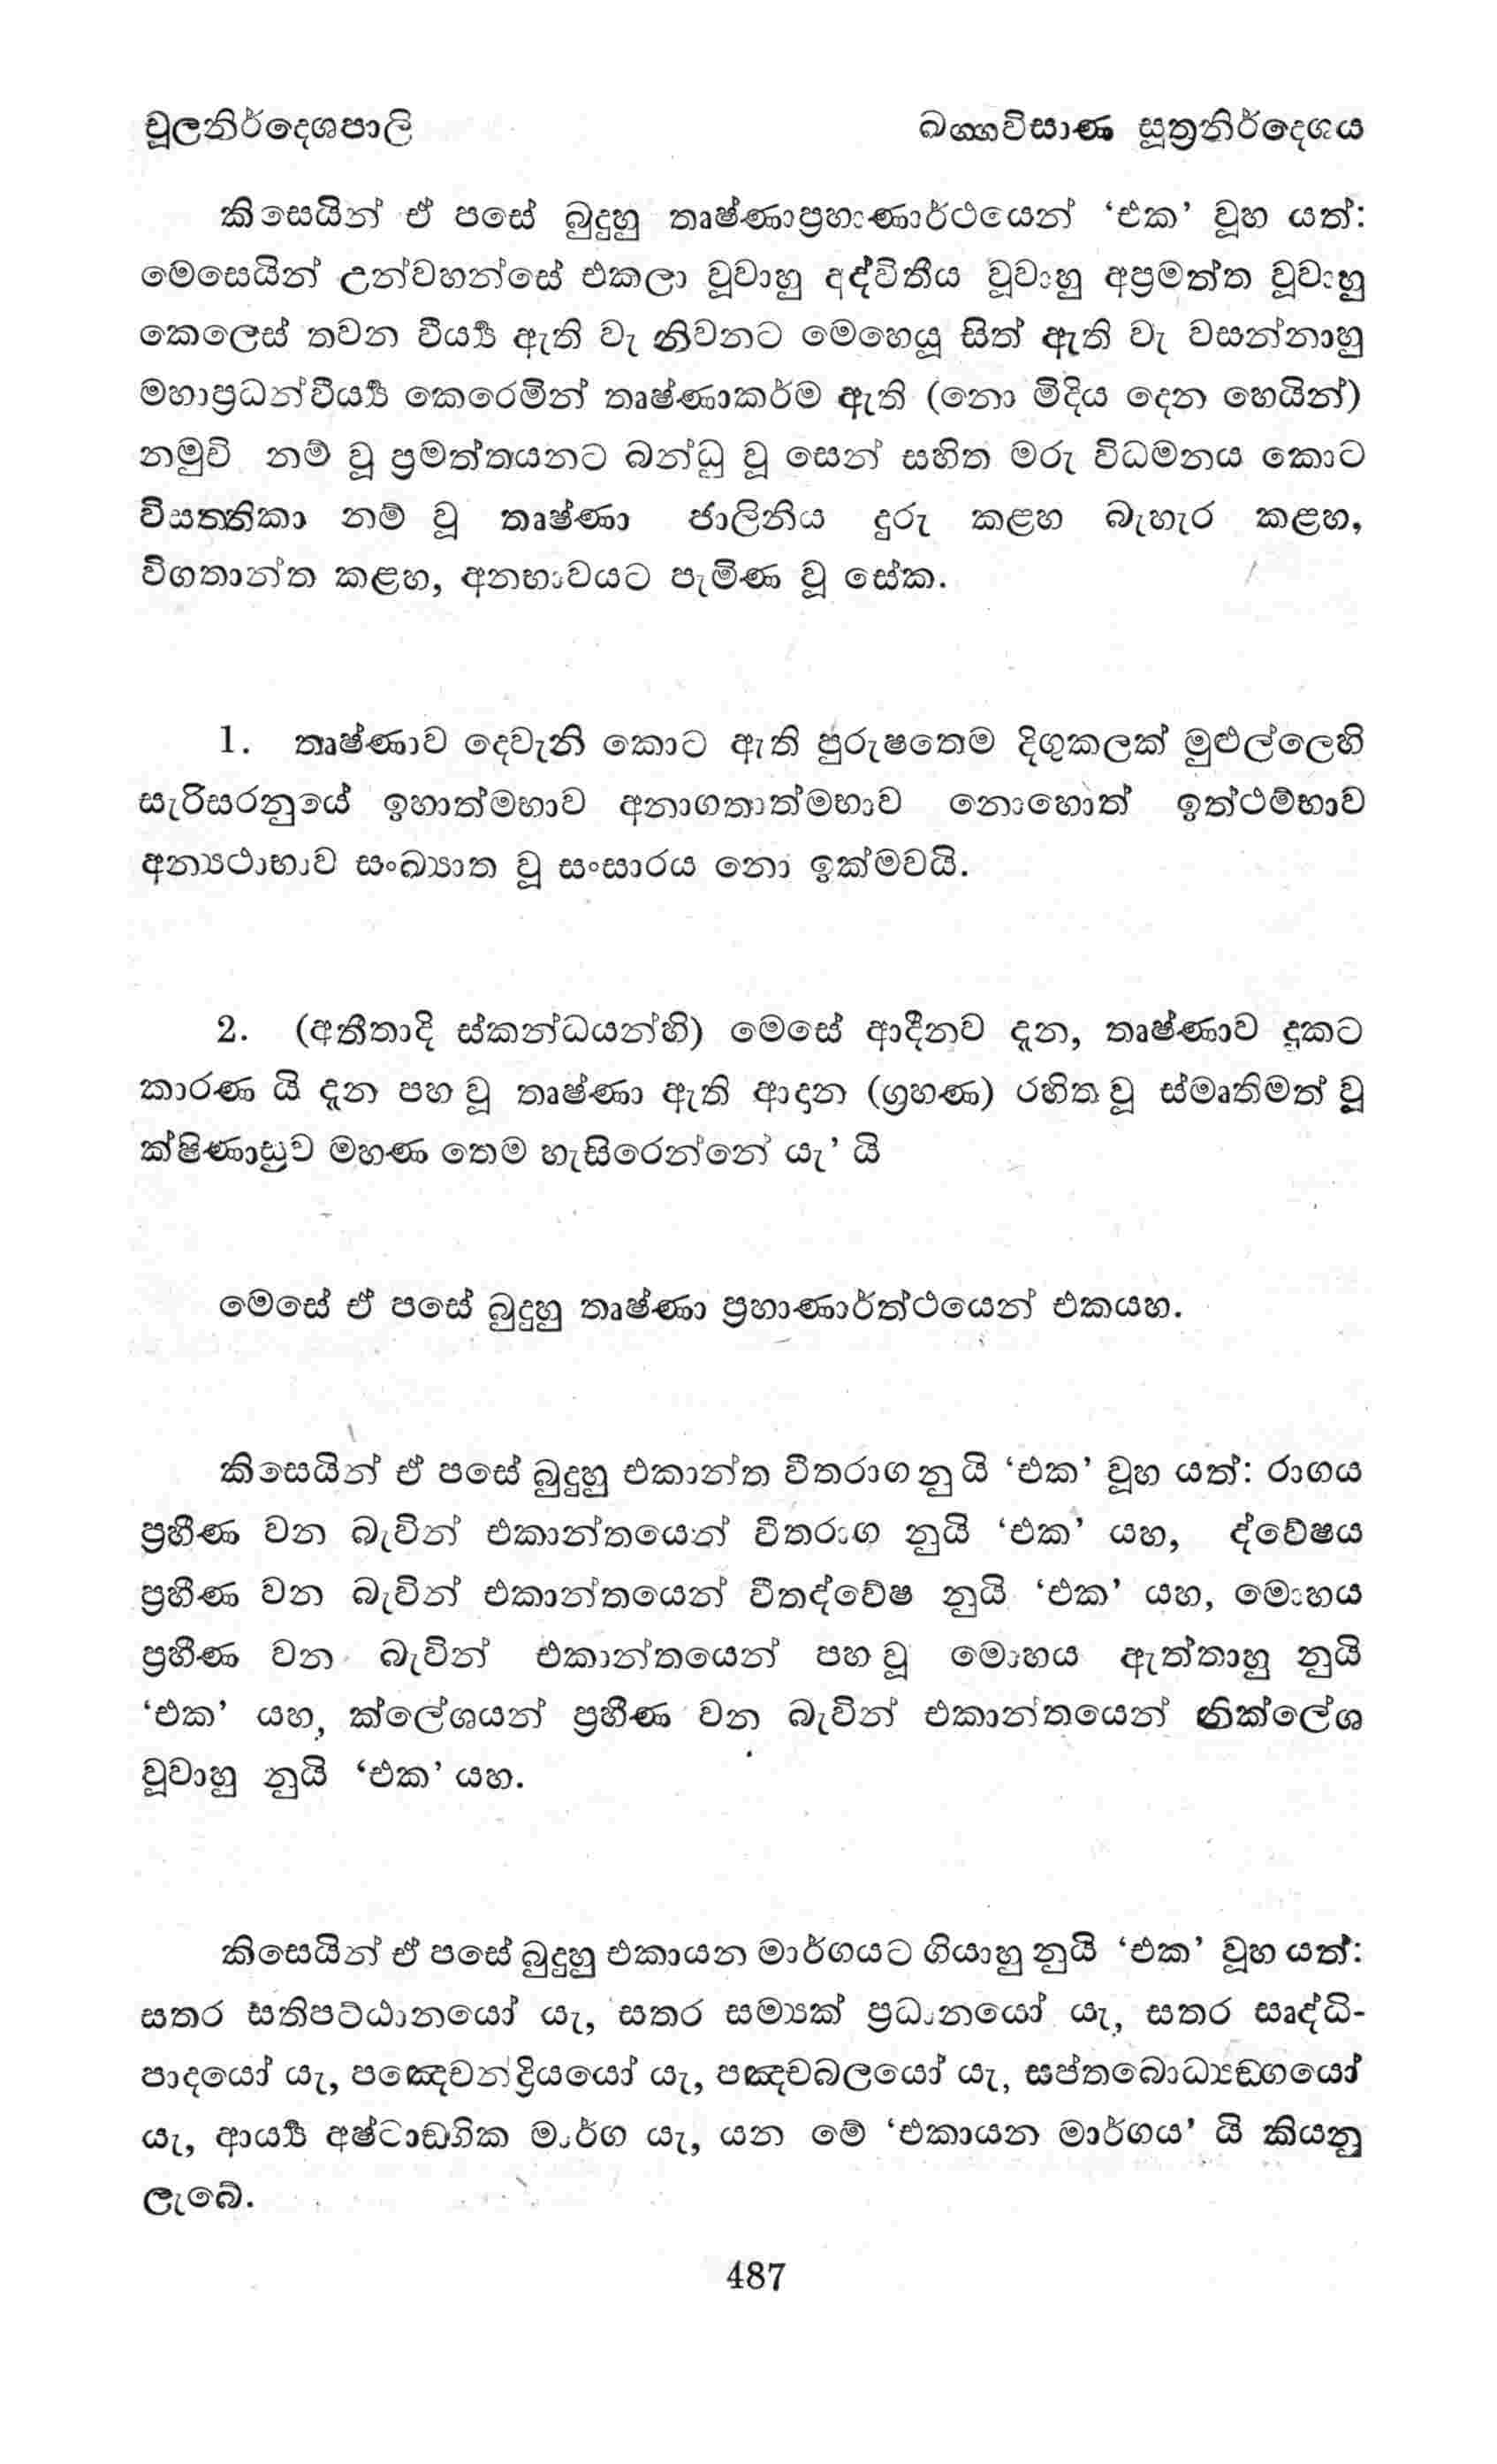 චූලනිර්දෙශපාලි
ඛග්ගවිසාණ සූත්‍රනිර්දෙශය
කිසෙයින් ඒ පසේ බුදුහු තෘෂ්ණාප්‍රහාණාර්ථයෙන් ‘එක’ වූහ යත්:
මෙසෙයින් උන්වහන්සේ එකලා වූවාහු අද්විතීය වූවාහු අප්‍රමත්ත වූවාහු
කෙලෙස් තවන වීර්‍ය්‍ය ඇති වැ නිවනට මෙහෙයූ සිත් ඇති වැ වසන්නාහු
මහාප්‍රධන්වීර්‍ය්‍ය කෙරෙමින් තෘෂ්ණාකර්ම ඇති (නො මිදිය දෙන හෙයින්)
නමුචි නම් වූ ප්‍රමත්තයනට බන්ධු වූ සෙන් සහිත මරු විධමනය කොට
විසත්තිකා නම් වූ තෘෂ්ණා ජාලිනිය දුරු කළහ බැහැර කළහ,
විගතාන්ත කළහ, අනභාවයට පැමිණ වූ සේක.
1. තෘෂ්ණාව දෙවැනි කොට ඇති පුරුෂතෙම දිගුකලක් මුළුල්ලෙහි
සැරිසරනුයේ ඉහාත්මභාව අනාගතාත්මභාව නොහොත් ඉත්ථම්භාව
අන්‍යථාභාව සංඛ්‍යාත වූ සංසාරය නො ඉක්මවයි.
2. (අතීතාදි ස්කන්ධයන්හි) මෙසේ ආදීනව දැන, තෘෂ්ණාව දුකට
කාරණ යි දැන පහ වූ තෘෂ්ණා ඇති ආදාන (ග්‍රහණ) රහිත වූ ස්මෘතිමත් වූ
ක්ෂිණාස්‍රව මහණ තෙම හැසිරෙන්නේ යැ’ යි
මෙසේ ඒ පසේ බුදුහු තෘෂ්ණා ප්‍රහාණාර්ත්ථයෙන් එකයහ.
කිසෙයින් ඒ පසේ බුදුහු එකාන්ත වීතරාග නුයි ‘එක’ වූහ යත්: රාගය
ප්‍රහීණ වන බැවින් එකාන්තයෙන් වීතරාග නුයි ‘එක’ යහ, ද්වේෂය
ප්‍රහීණ වන බැවින් එකාන්තයෙන් වීතද්වේෂ නුයි ‘එක’ යහ, මොහය
ප්‍රහීණ වන බැවින් එකාන්තයෙන් පහ වූ මොහය ඇත්තාහු නුයි
‘එක’ යහ, ක්ලේශයන් ප්‍රහීණ වන බැවින් එකාන්තයෙන් නික්ලේශ
වූවාහු නුයි ‘එක’ යහ.
කිසෙයින් ඒ පසේ බුදුහු එකායන මාර්ගයට ගියාහු නුයි ‘එක’ වූහ යත්:
සතර සතිපට්ඨානයෝ යැ, සතර සම්‍යක් ප්‍රධානයෝ යැ, සතර සෘද්ධි-
පාදයෝ යැ, පඤ්චෙන්ද්‍රියයෝ යැ, පඤ්චබලයෝ යැ, සප්තබොධ්‍යඞ්ගයෝ
යැ, ආර්‍ය්‍ය අෂ්ටාඞ්ගික මාර්ග යැ, යන මේ ‘එකායන මාර්ගය’ යි කියනු
ලැබේ.
487